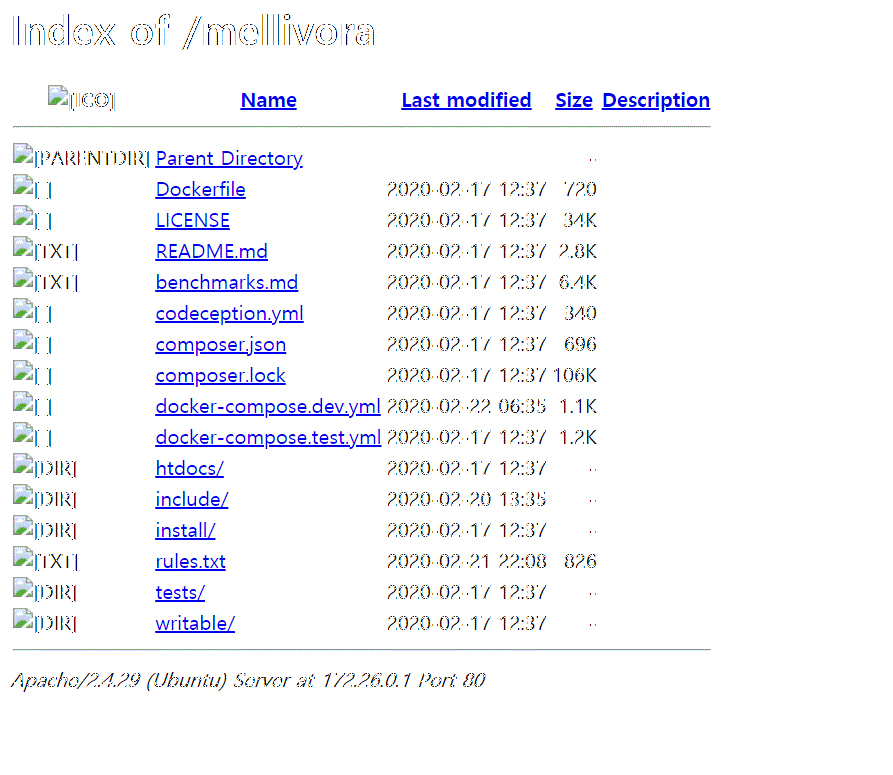 Index of /mellivora
[ICO] Name Last modified Size Description
[PARENTDIR] Parent Directory -
[ ] Dockerfile 2020-02-17 12:37 720
[ ] LICENSE 2020-02-17 12:37 34K
[TXT] README.md 2020-02-17 12:37 2.8K
[TXT] benchmarks.md 2020-02-17 12:37 6.4K
[ ] codeception.yml 2020-02-17 12:37 340
[ ] composer.json 2020-02-17 12:37 696
[ ] composer.lock 2020-02-17 12:37 106K
[ ] docker-compose.dev.yml 2020-02-22 06:35 1.1K
[ ] docker-compose.test.yml 2020-02-17 12:37 1.2K
[DIR] htdocs/ 2020-02-17 12:37 -
[DIR] include/ 2020-02-20 13:35 -
[DIR] install/ 2020-02-17 12:37 -
[TXT] rules.txt 2020-02-21 22:08 826
[DIR] tests/ 2020-02-17 12:37 -
[DIR] writable/ 2020-02-17 12:37 -
Apache/2.4.29 (Ubuntu) Server at 172.26.0.1 Port 80